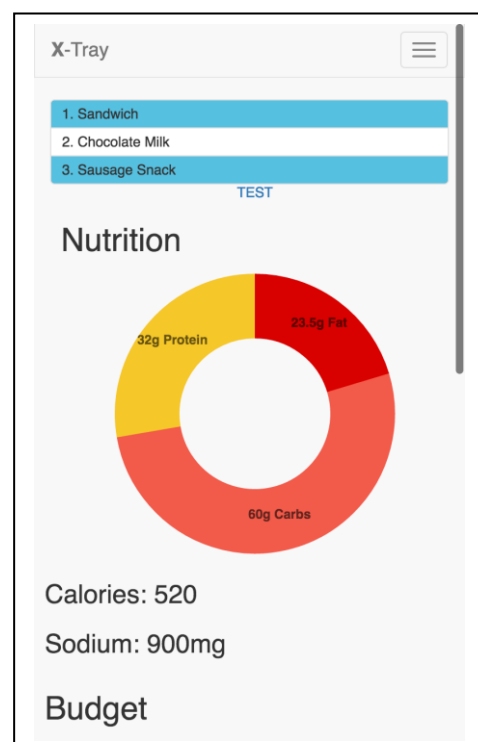 X-Tray
1. Sandwich
2. Chocolate Milk
3. Sausage Snack
TEST
Nutrition
23.5g Fat
32g Protein
60g Carbs
Calories: 520
Sodium: 900mg
Budget